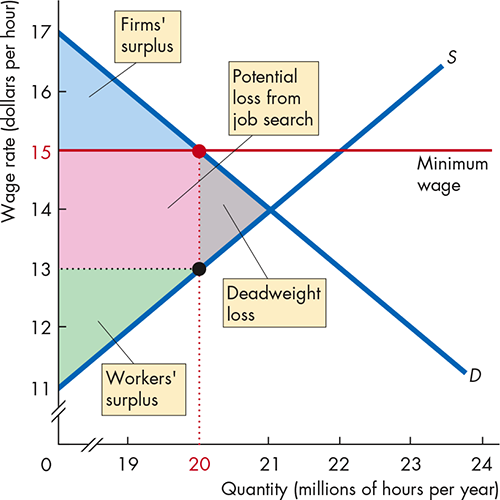 Wage rate (dollars per hour)
17
16
15
14
13
12
11
Firms'
surplus
Potential
loss from
job search
S
Minimum
wage
Deadweight
loss
Workers'
surplus
D
0
19
20
21
22
23
24
Quantity (millions of hours per year)